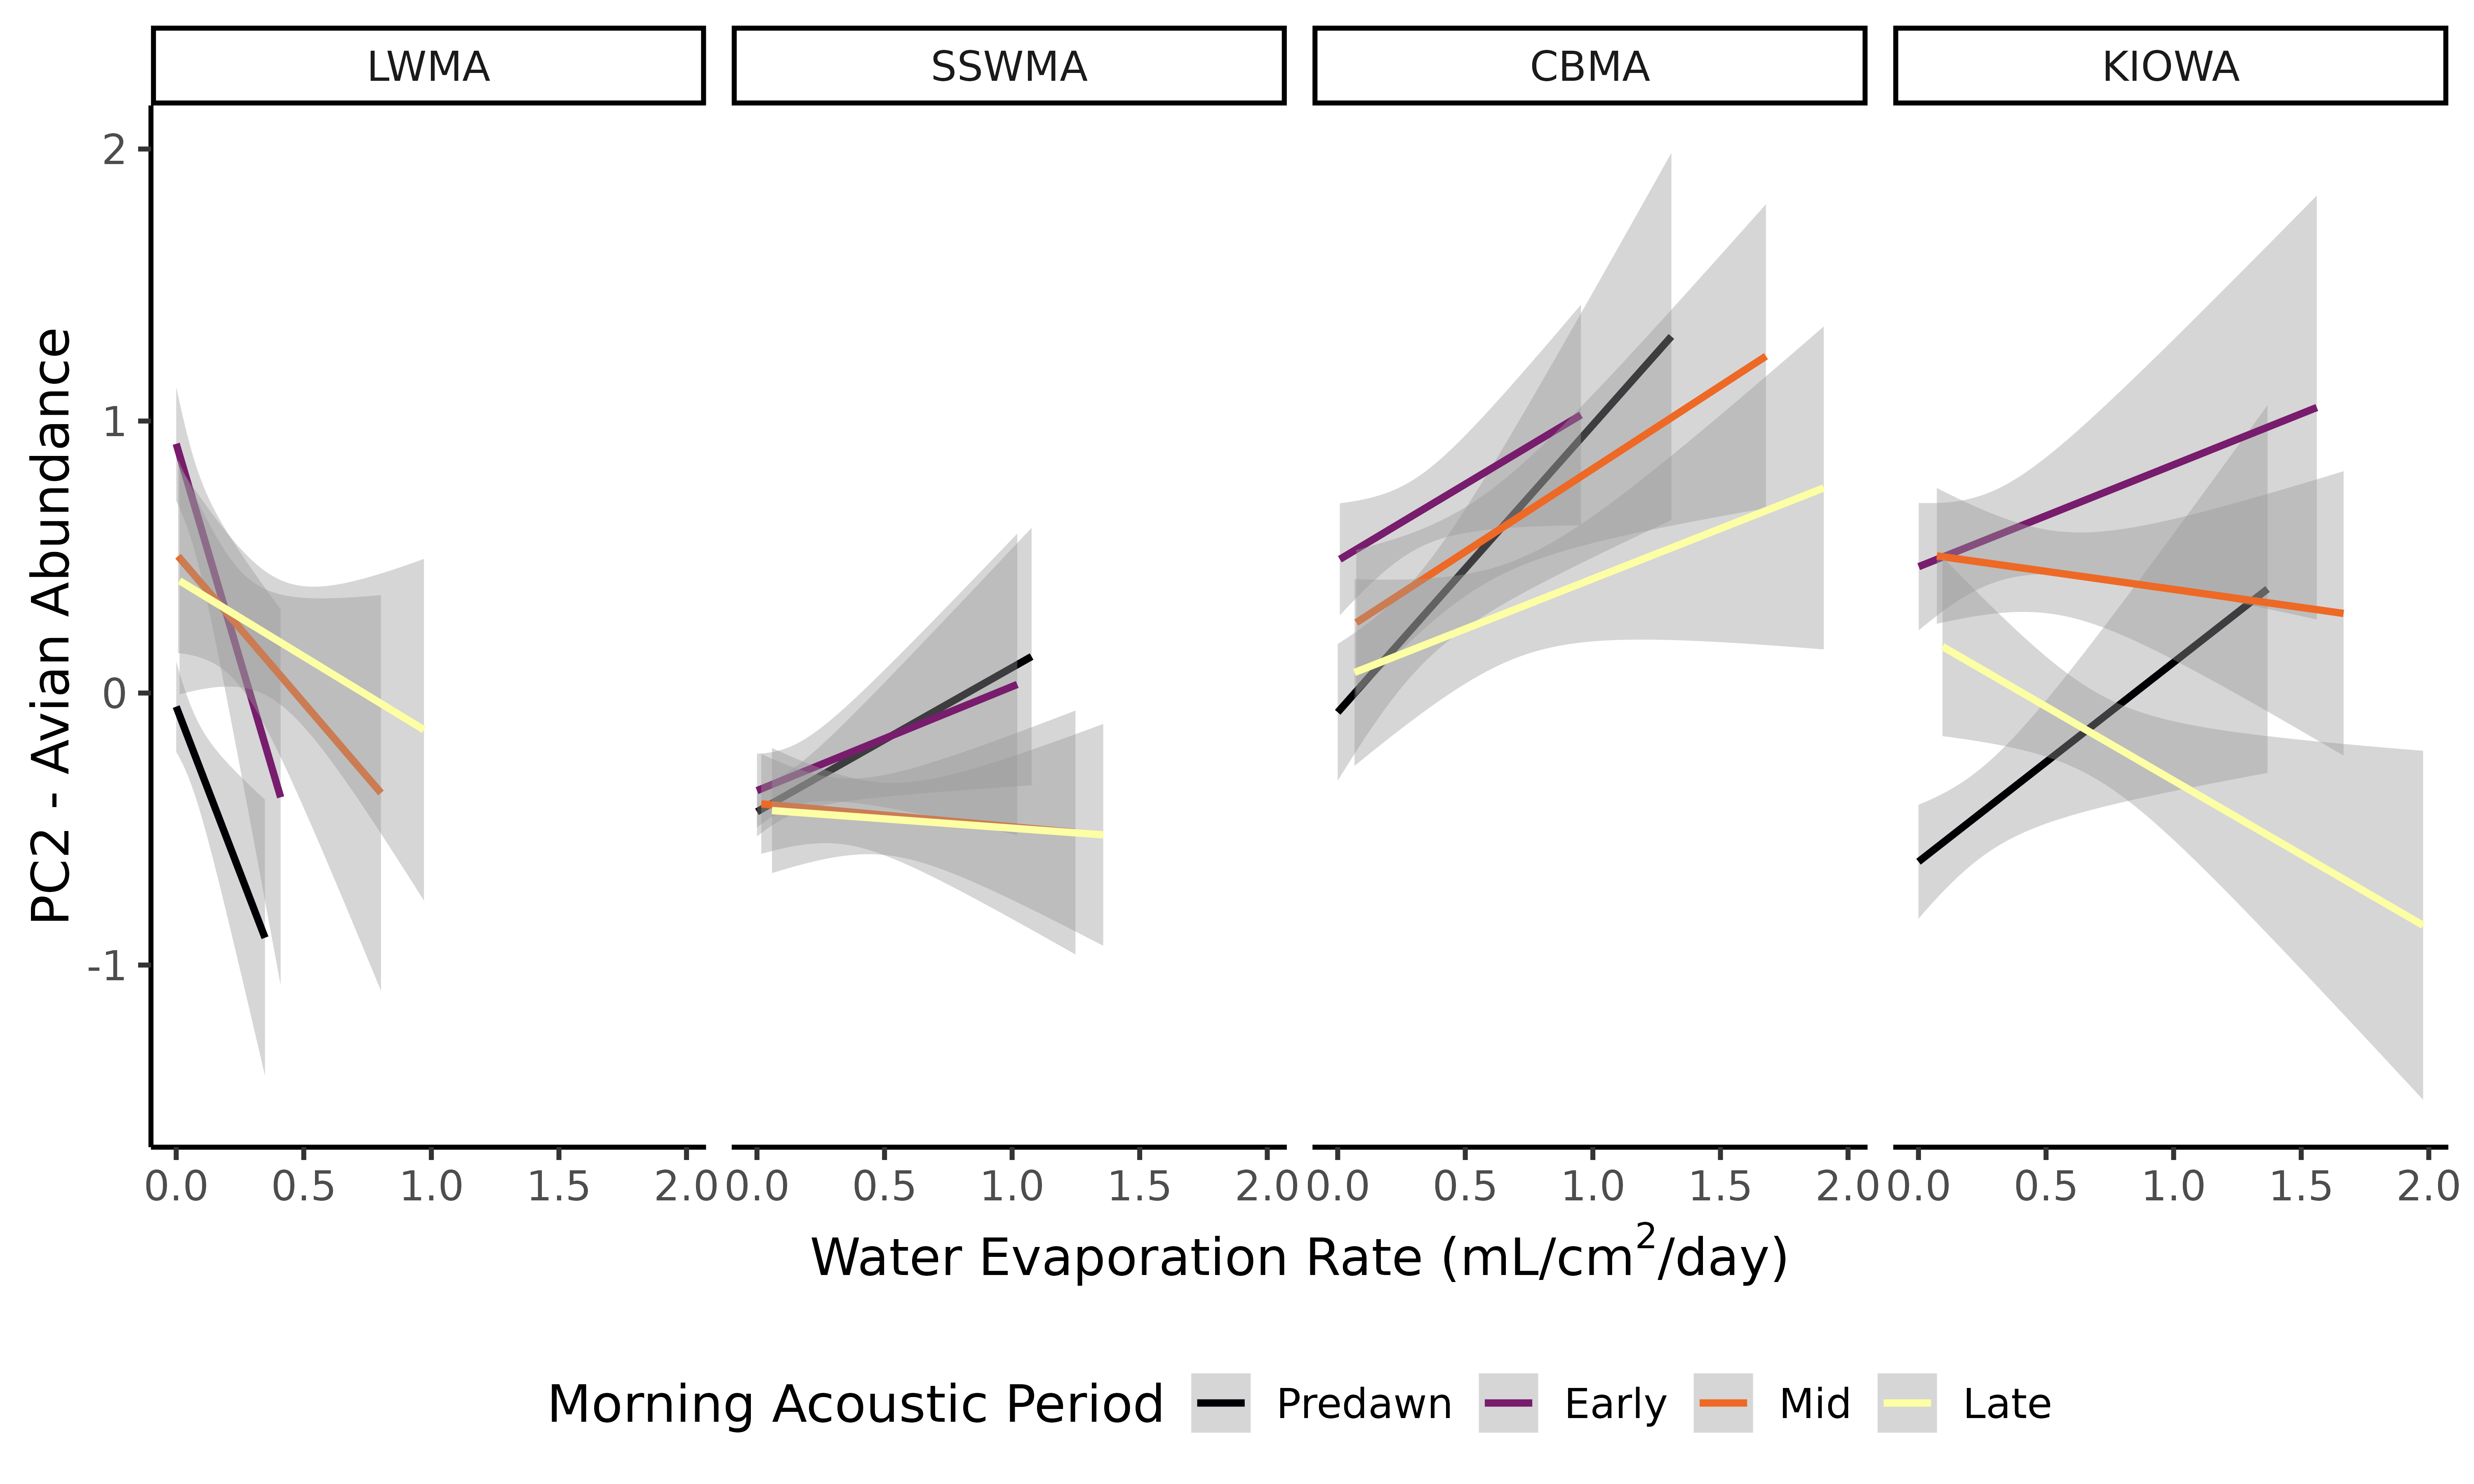 LWMA SSWMA CBMA KIOWA
PC2 - Avian Abundance
2
1
0
-1
0.0 0.5 1.0 1.5 2.0 0.0 0.5 1.0 1.5 2.0 0.0 0.5 1.0 1.5 2.0 0.0 0.5 1.0 1.5 2.0
Water Evaporation Rate (mL/cm²/day)
Morning Acoustic Period Predawn Early Mid Late